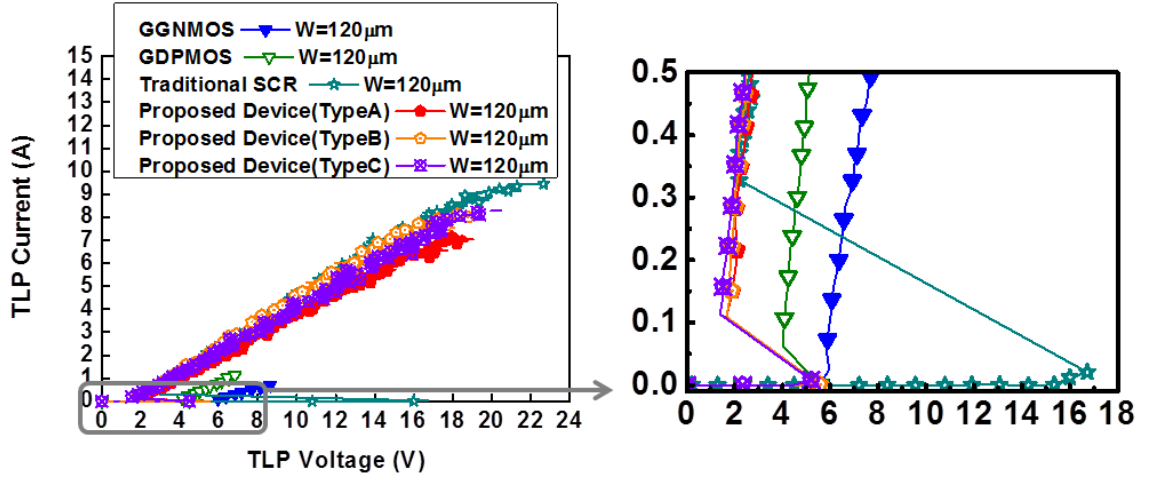 GGNMOS W=120μm
GDPMOS W=120μm
Traditional SCR W=120μm
Proposed Device(TypeA) W=120μm
Proposed Device(TypeB) W=120μm
Proposed Device(TypeC) W=120μm
TLP Current (A)
15
14
13
12
11
10
9
8
7
6
5
4
3
2
1
0
0 2 4 6 8 10 12 14 16 18 20 22 24
TLP Voltage (V)
0.5
0.4
0.3
0.2
0.1
0.0
0 2 4 6 8 10 12 14 16 18